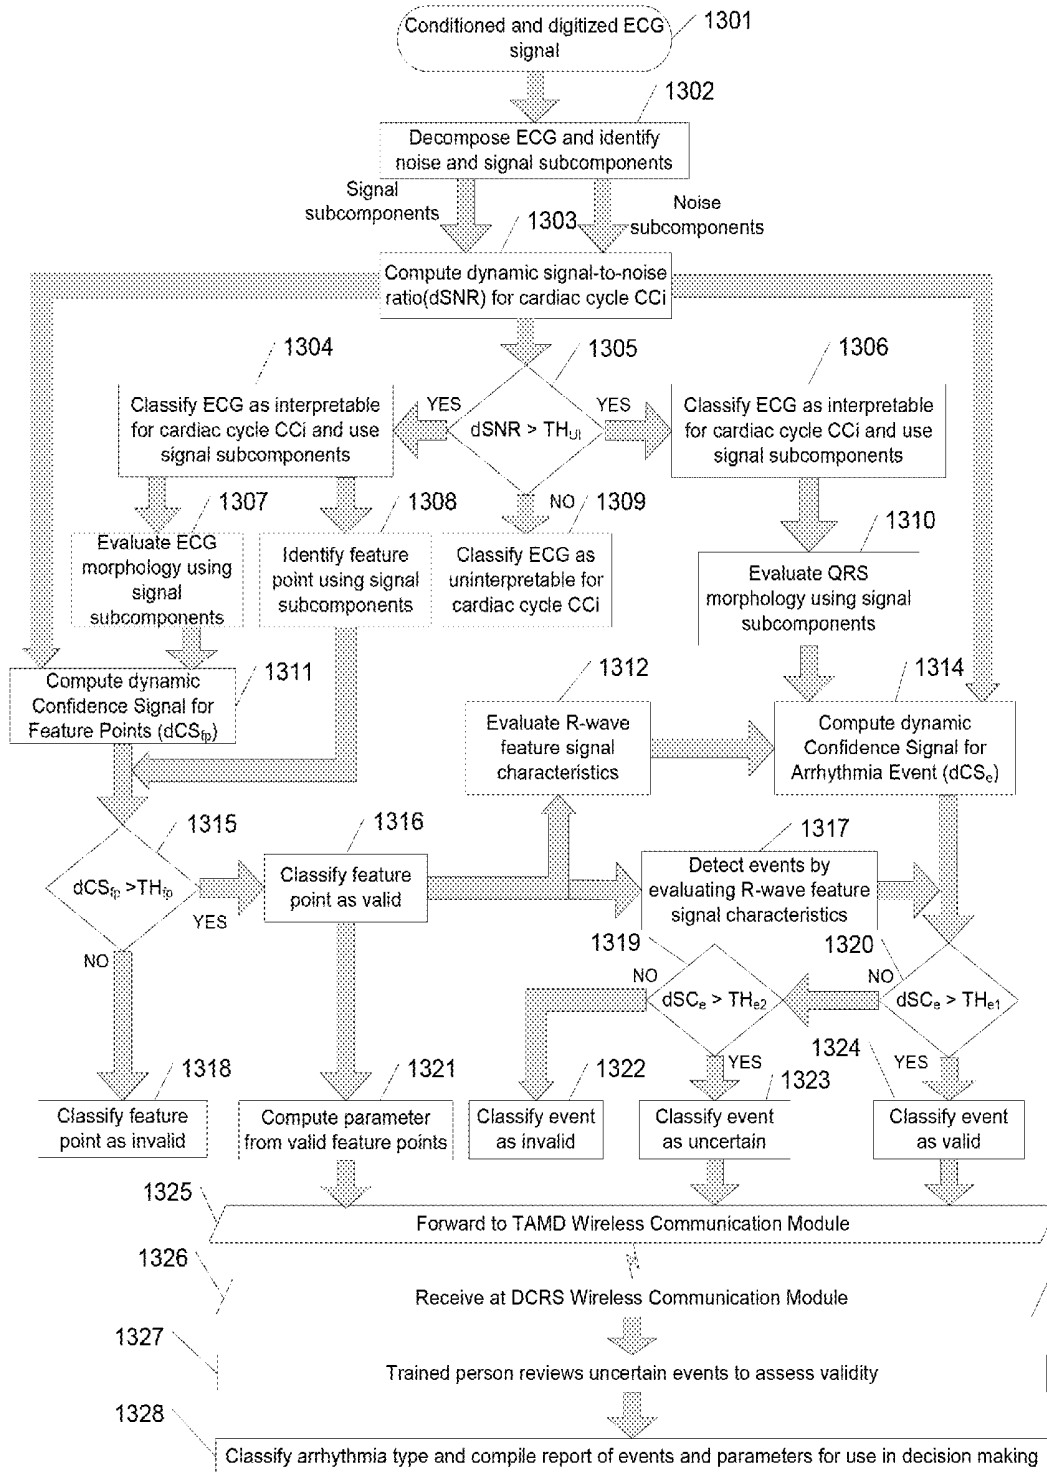 1301
Conditioned and digitized ECG
signal
1302
Decompose ECG and identify
noise and signal subcomponents
Signal
subcomponents
Noise
subcomponents
1303
Compute dynamic signal-to-noise
ratio(dSNR) for cardiac cycle CCi
1304
1305
1306
Classify ECG as interpretable
for cardiac cycle CCi and use
signal subcomponents
YES
dSNR > TH_UI
YES
Classify ECG as interpretable
for cardiac cycle CCi and use
signal subcomponents
NO
1307
1308
1309
1310
Evaluate ECG
morphology using
signal
subcomponents
Identify feature
point using signal
subcomponents
Classify ECG as
uninterpretable for
cardiac cycle CCi
Evaluate QRS
morphology using signal
subcomponents
1311
1312
1314
Compute dynamic
Confidence Signal for
Feature Points (dCS_fp)
Evaluate R-wave
feature signal
characteristics
Compute dynamic
Confidence Signal for
Arrhythmia Event (dCS_e)
1315
1316
1317
dCS_fp >TH_fp
YES
NO
Classify feature
point as valid
Detect events by
evaluating R-wave feature
signal characteristics
1319
1320
NO
dSC_e > TH_e2
YES
NO
dSC_e > TH_e1
YES
1318
1321
1322
1323
1324
Classify feature
point as invalid
Compute parameter
from valid feature points
Classify event
as invalid
Classify event
as uncertain
Classify event
as valid
1325
Forward to TAMD Wireless Communication Module
1326
Receive at DCRS Wireless Communication Module
1327
Trained person reviews uncertain events to assess validity
1328
Classify arrhythmia type and compile report of events and parameters for use in decision making